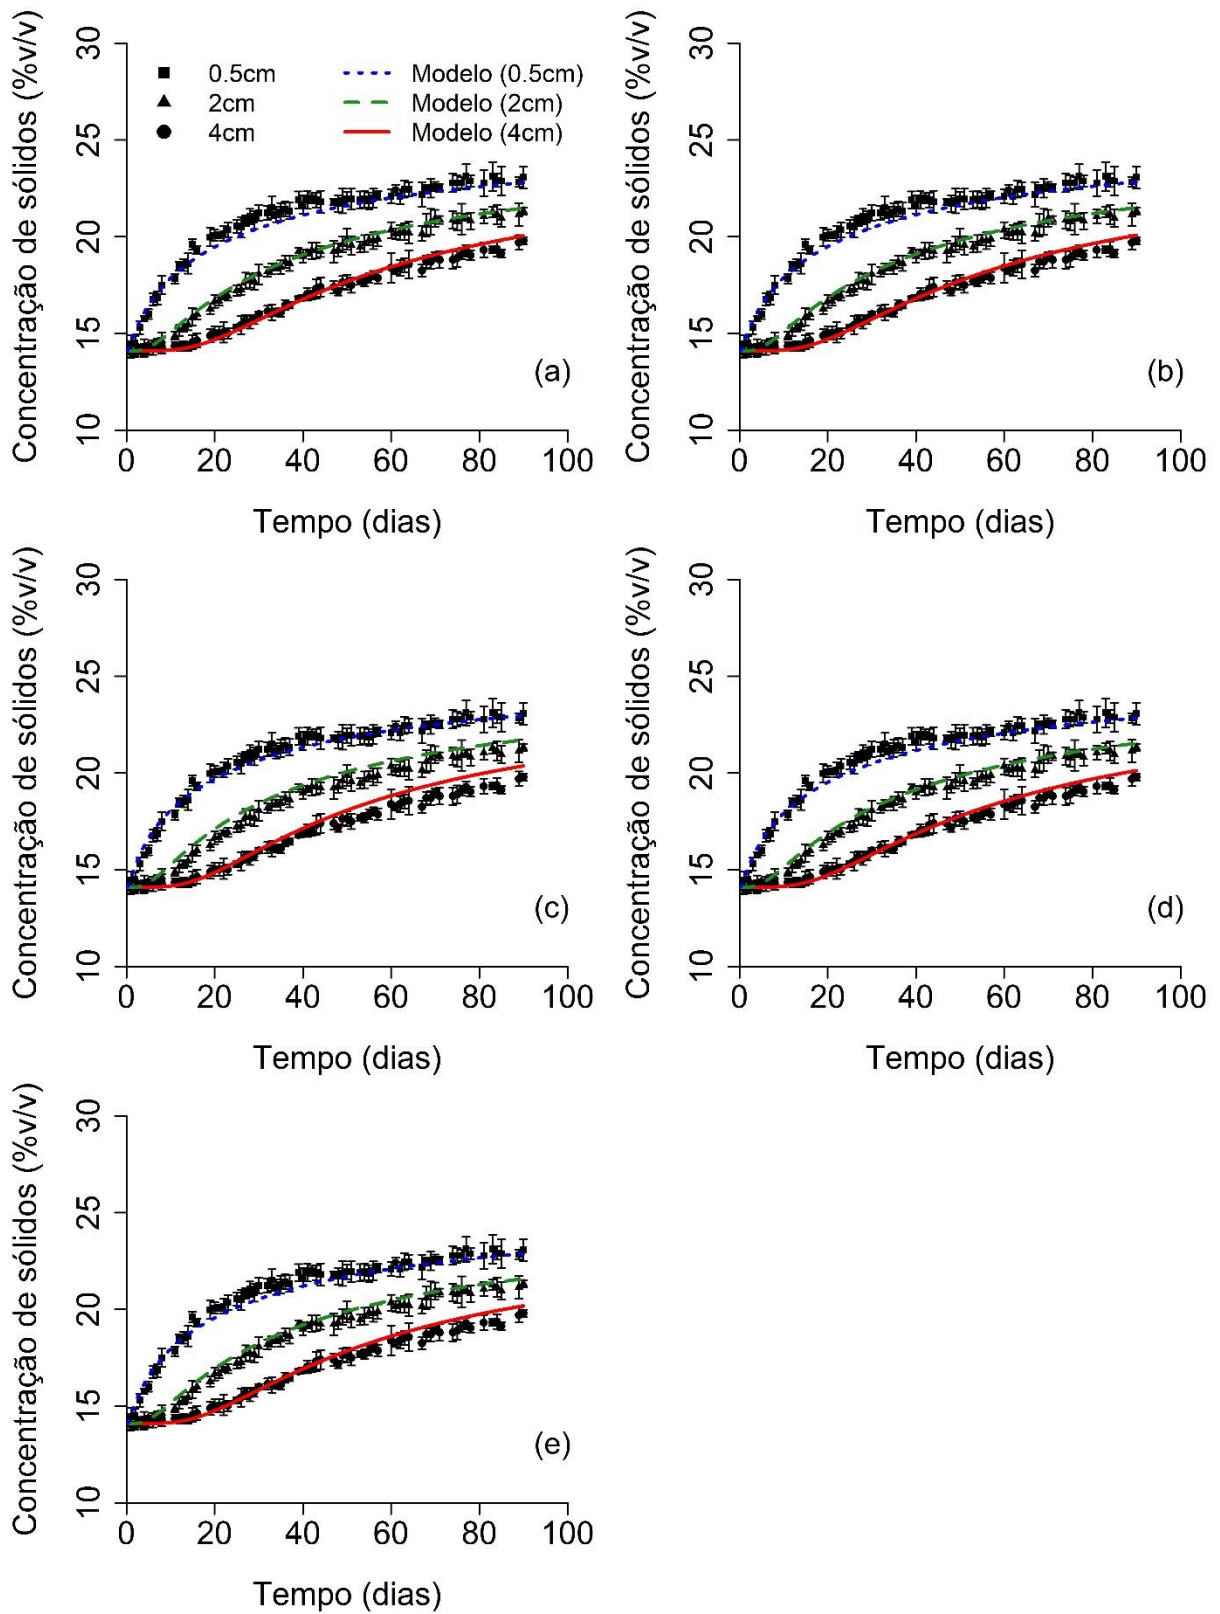 Concentração de sólidos (%v/v)
30
25
20
15
10
0.5cm
2cm
4cm
Modelo (0.5cm)
Modelo (2cm)
Modelo (4cm)
(a)
0 20 40 60 80 100
Tempo (dias)
Concentração de sólidos (%v/v)
30
25
20
15
10
(b)
0 20 40 60 80 100
Tempo (dias)
Concentração de sólidos (%v/v)
30
25
20
15
10
(c)
0 20 40 60 80 100
Tempo (dias)
Concentração de sólidos (%v/v)
30
25
20
15
10
(d)
0 20 40 60 80 100
Tempo (dias)
Concentração de sólidos (%v/v)
30
25
20
15
10
(e)
0 20 40 60 80 100
Tempo (dias)